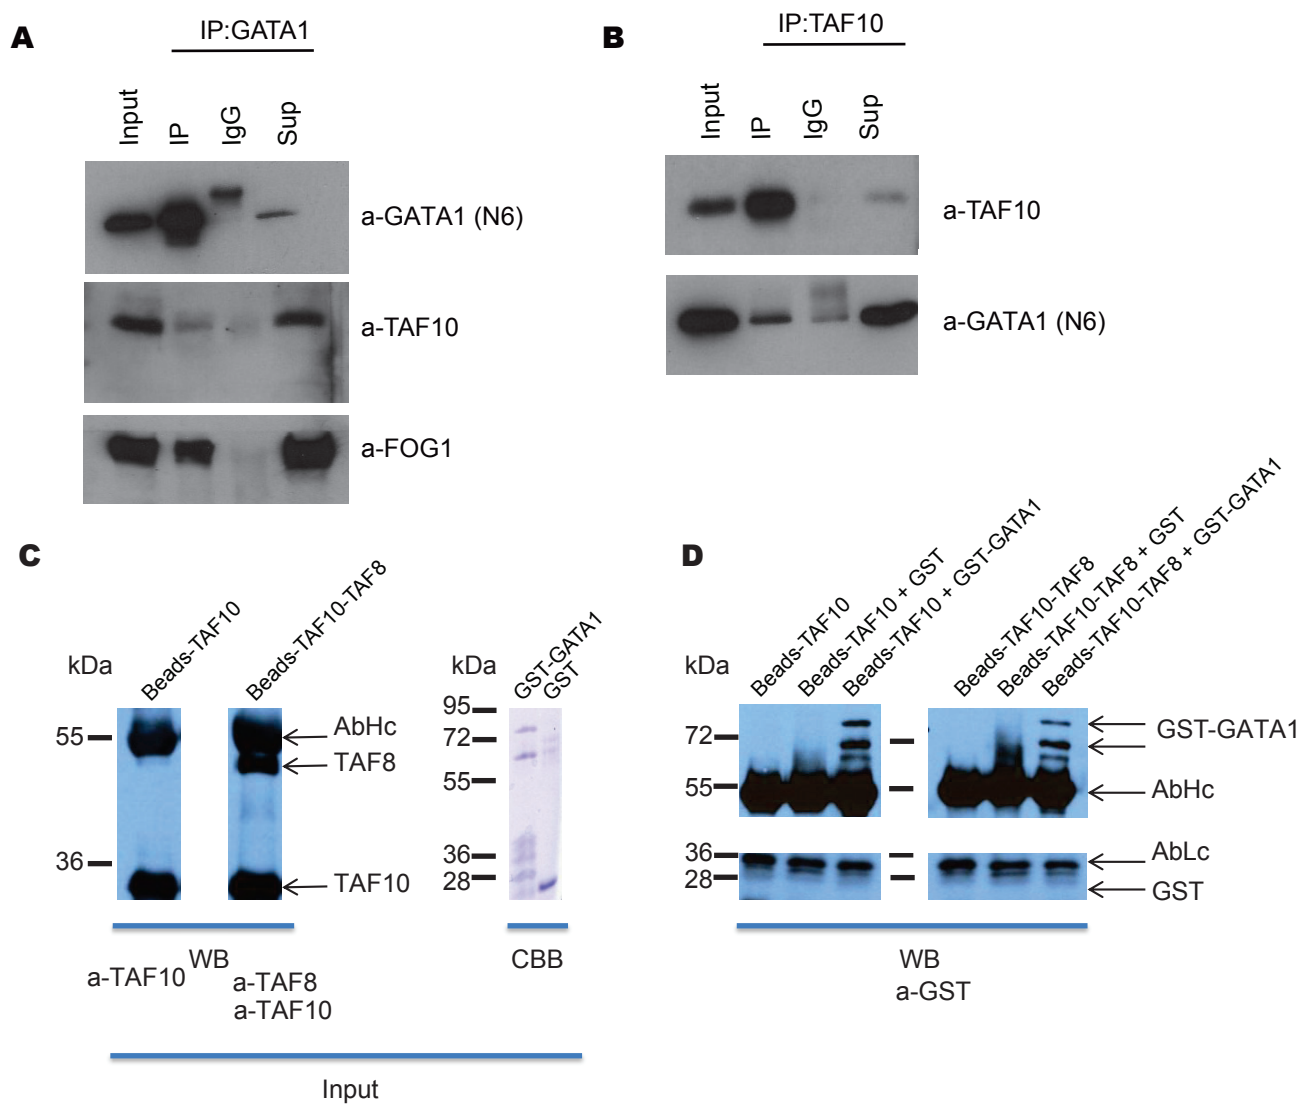 A
IP:GATA1
Input
IP
IgG
Sup
a-GATA1 (N6)
a-TAF10
a-FOG1
B
IP:TAF10
Input
IP
IgG
Sup
a-TAF10
a-GATA1 (N6)
C
kDa
Beads-TAF10
Beads-TAF10-TAF8
55
36
AbHc
TAF8
TAF10
WB
a-TAF10
a-TAF8
a-TAF10
kDa
GST-GATA1
GST
95
72
55
36
28
CBB
Input
D
kDa
Beads-TAF10
Beads-TAF10 + GST
Beads-TAF10 + GST-GATA1
Beads-TAF10-TAF8
Beads-TAF10-TAF8 + GST
Beads-TAF10-TAF8 + GST-GATA1
72
55
36
28
GST-GATA1
AbHc
AbLc
GST
WB
a-GST